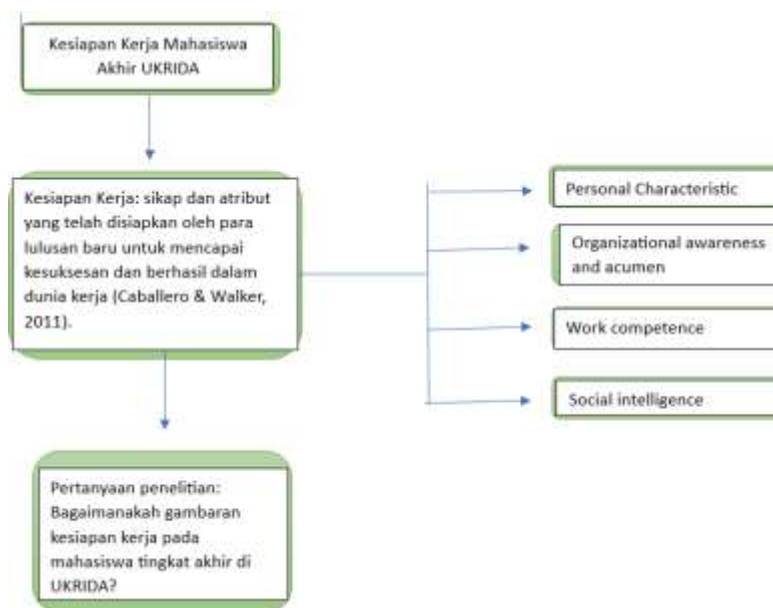 Kesiapan Kerja Mahasiswa
Akhir UKRIDA
Kesiapan Kerja: sikap dan atribut
yang telah disiapkan oleh para
lulusan baru untuk mencapai
kesuksesan dan berhasil dalam
dunia kerja (Caballero & Walker,
2011).
Personal Characteristic
Organizational awareness
and acumen
Work competence
Social intelligence
Pertanyaan penelitian:
Bagaimanakah gambaran
kesiapan kerja pada
mahasiswa tingkat akhir di
UKRIDA?